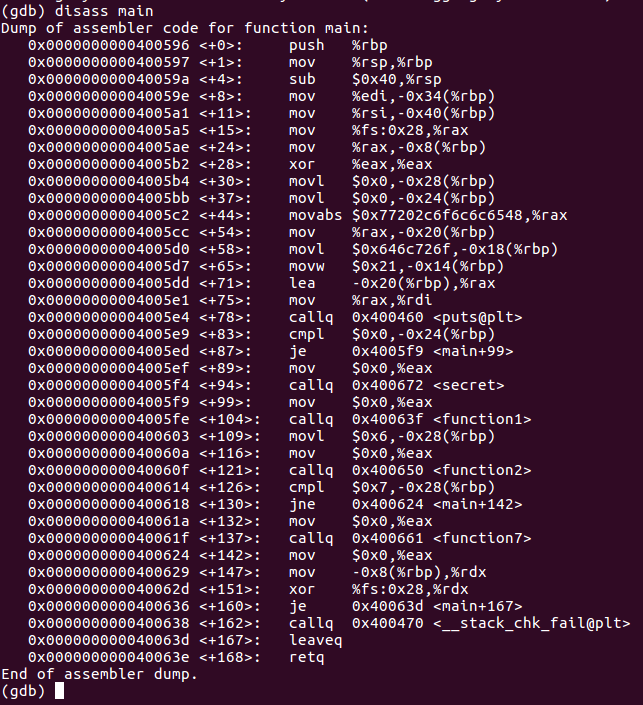 (gdb) disass main
Dump of assembler code for function main:
   0x0000000000400596 <+0>:     push   %rbp
   0x0000000000400597 <+1>:     mov    %rsp,%rbp
   0x000000000040059a <+4>:     sub    $0x40,%rsp
   0x000000000040059e <+8>:     mov    %edi,-0x34(%rbp)
   0x00000000004005a1 <+11>:    mov    %rsi,-0x40(%rbp)
   0x00000000004005a5 <+15>:    mov    %fs:0x28,%rax
   0x00000000004005ae <+24>:    mov    %rax,-0x8(%rbp)
   0x00000000004005b2 <+28>:    xor    %eax,%eax
   0x00000000004005b4 <+30>:    movl   $0x0,-0x28(%rbp)
   0x00000000004005bb <+37>:    movl   $0x0,-0x24(%rbp)
   0x00000000004005c2 <+44>:    movabs $0x77202c6f6c6c6548,%rax
   0x00000000004005cc <+54>:    mov    %rax,-0x20(%rbp)
   0x00000000004005d0 <+58>:    movl   $0x646c726f,-0x18(%rbp)
   0x00000000004005d7 <+65>:    movw   $0x21,-0x14(%rbp)
   0x00000000004005dd <+71>:    lea    -0x20(%rbp),%rax
   0x00000000004005e1 <+75>:    mov    %rax,%rdi
   0x00000000004005e4 <+78>:    callq  0x400460 <puts@plt>
   0x00000000004005e9 <+83>:    cmpl   $0x0,-0x24(%rbp)
   0x00000000004005ed <+87>:    je     0x4005f9 <main+99>
   0x00000000004005ef <+89>:    mov    $0x0,%eax
   0x00000000004005f4 <+94>:    callq  0x400672 <secret>
   0x00000000004005f9 <+99>:    mov    $0x0,%eax
   0x00000000004005fe <+104>:   callq  0x40063f <function1>
   0x0000000000400603 <+109>:   movl   $0x6,-0x28(%rbp)
   0x000000000040060a <+116>:   mov    $0x0,%eax
   0x000000000040060f <+121>:   callq  0x400650 <function2>
   0x0000000000400614 <+126>:   cmpl   $0x7,-0x28(%rbp)
   0x0000000000400618 <+130>:   jne    0x400624 <main+142>
   0x000000000040061a <+132>:   mov    $0x0,%eax
   0x000000000040061f <+137>:   callq  0x400661 <function7>
   0x0000000000400624 <+142>:   mov    $0x0,%eax
   0x0000000000400629 <+147>:   mov    -0x8(%rbp),%rdx
   0x000000000040062d <+151>:   xor    %fs:0x28,%rdx
   0x0000000000400636 <+160>:   je     0x40063d <main+167>
   0x0000000000400638 <+162>:   callq  0x400470 <__stack_chk_fail@plt>
   0x000000000040063d <+167>:   leaveq
   0x000000000040063e <+168>:   retq
End of assembler dump.
(gdb)